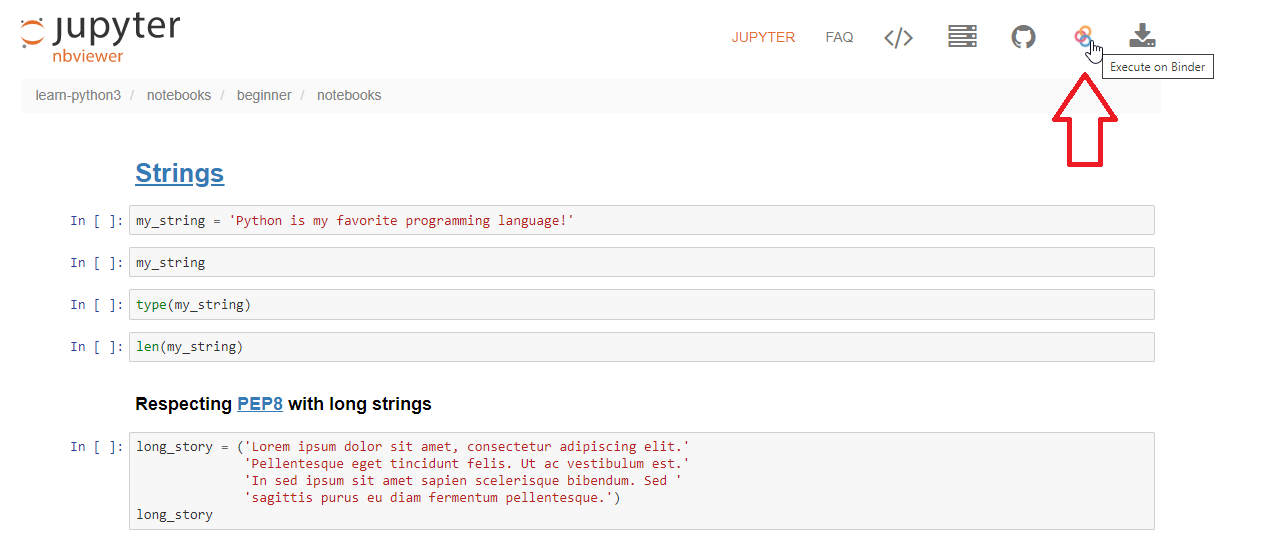 jupyter
nbviewer
JUPYTER FAQ </>
Execute on Binder
learn-python3 / notebooks / beginner / notebooks
Strings
In [ ]: my_string = 'Python is my favorite programming language!'
In [ ]: my_string
In [ ]: type(my_string)
In [ ]: len(my_string)
Respecting PEP8 with long strings
In [ ]: long_story = ('Lorem ipsum dolor sit amet, consectetur adipiscing elit.'
'Pellentesque eget tincidunt felis. Ut ac vestibulum est.'
'In sed ipsum sit amet sapien scelerisque bibendum. Sed '
'sagittis purus eu diam fermentum pellentesque.')
long_story